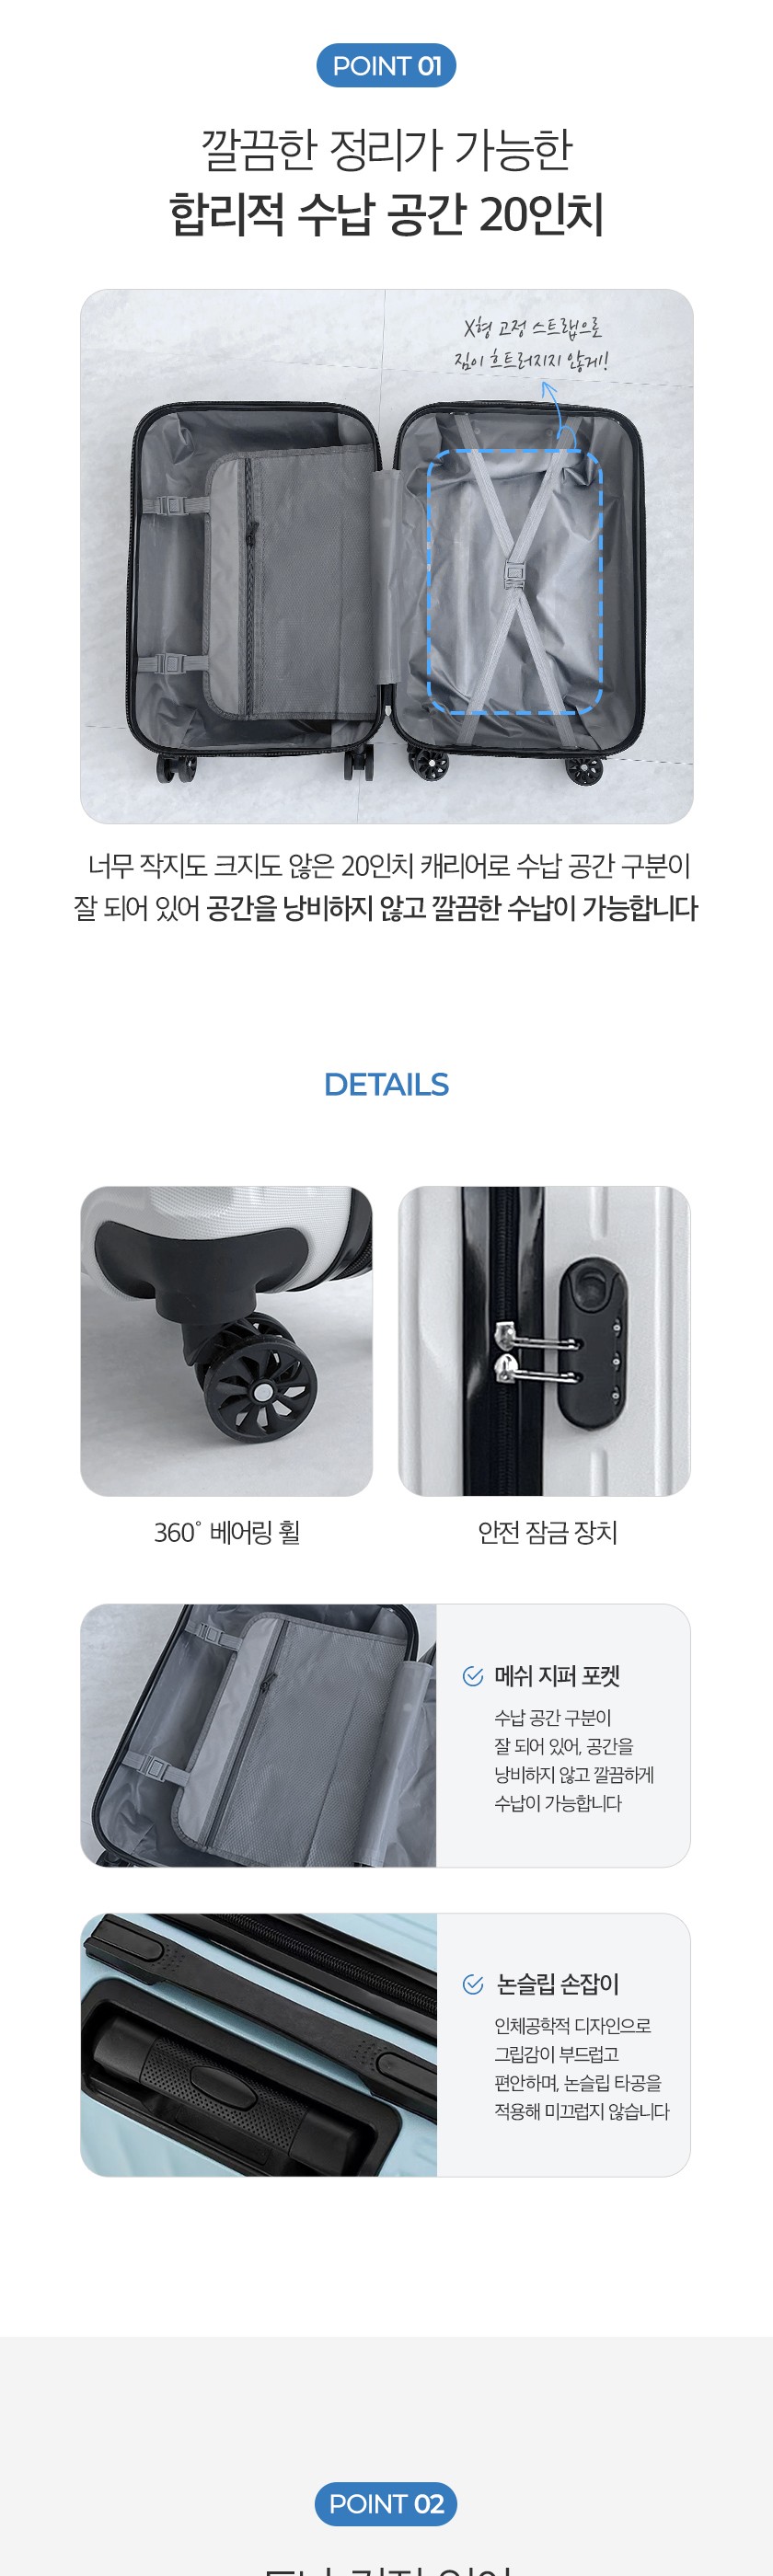 POINT 01
깔끔한 정리가 가능한
합리적 수납 공간 20인치
X형 고정 스트랩으로
짐이 흐트러지지 않게!
너무 작지도 크지도 않은 20인치 캐리어로 수납 공간 구분이
잘 되어 있어 공간을 낭비하지 않고 깔끔한 수납이 가능합니다
DETAILS
360° 베어링 휠
안전 잠금 장치
메쉬 지퍼 포켓
수납 공간 구분이
잘 되어 있어, 공간을
낭비하지 않고 깔끔하게
수납이 가능합니다
논슬립 손잡이
인체공학적 디자인으로
그립감이 부드럽고
편안하며, 논슬립 타공을
적용해 미끄럽지 않습니다
POINT 02